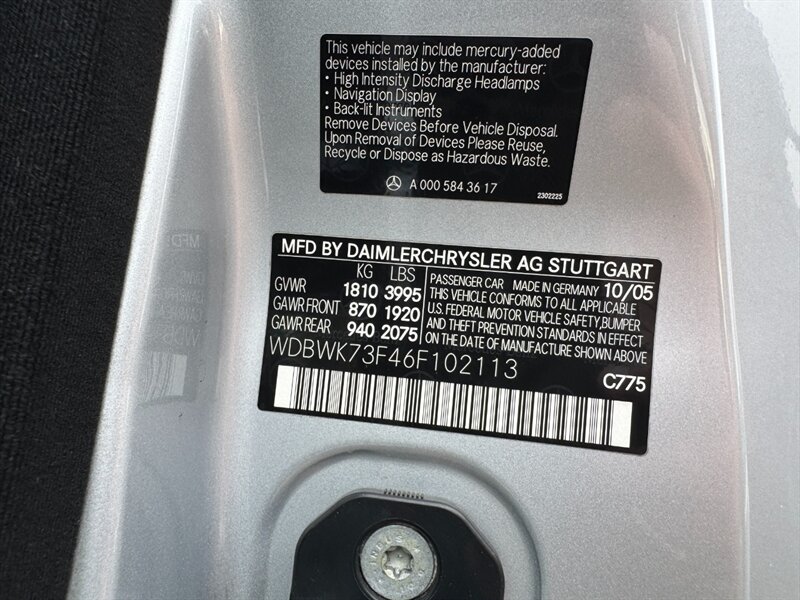 This vehicle may include mercury-added
devices installed by the manufacturer:
• High Intensity Discharge Headlamps
• Navigation Display
• Back-lit Instruments
Remove Devices Before Vehicle Disposal.
Upon Removal of Devices Please Reuse,
Recycle or Dispose as Hazardous Waste.
A 000 584 36 17
2302225
MFD BY DAIMLERCHRYSLER AG STUTTGART
KG LBS
GVWR 1810 3995
GAWR FRONT 870 1920
GAWR REAR 940 2075
PASSENGER CAR MADE IN GERMANY 10/05
THIS VEHICLE CONFORMS TO ALL APPLICABLE
U.S. FEDERAL MOTOR VEHICLE SAFETY,BUMPER
AND THEFT PREVENTION STANDARDS IN EFFECT
ON THE DATE OF MANUFACTURE SHOWN ABOVE
WDBWK73F46F102113
C775